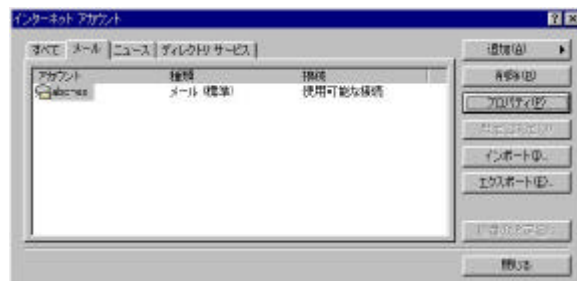 インターネット アカウント
すべて メール ニュース ディレクトリ サービス
アカウント 種類 接続
abc-es メール (標準) 使用可能な接続
追加(A)
削除(R)
プロパティ(P)
インポート(I)...
エクスポート(E)...
閉じる